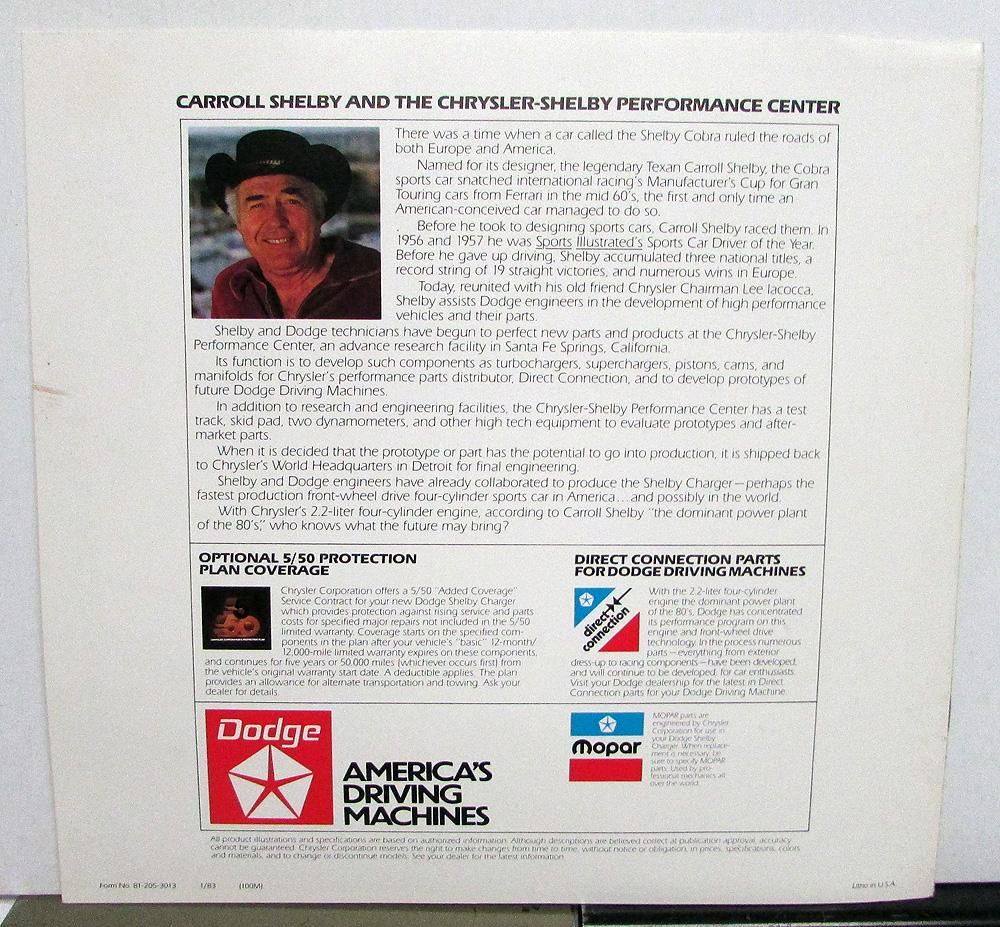 CARROLL SHELBY AND THE CHRYSLER-SHELBY PERFORMANCE CENTER
There was a time when a car called the Shelby Cobra ruled the roads of
both Europe and America.
Named for its designer, the legendary Texan Carroll Shelby, the Cobra
sports car snatched international racing's Manufacturer's Cup for Gran
Touring cars from Ferrari in the mid 60's, the first and only time an
American-conceived car managed to do so.
Before he took to designing sports cars, Carroll Shelby raced them. In
1956 and 1957 he was Sports Illustrated's Sports Car Driver of the Year.
Before he gave up driving, Shelby accumulated three national titles, a
record string of 19 straight victories, and numerous wins in Europe.
Today, reunited with his old friend Chrysler Chairman Lee Iacocca,
Shelby assists Dodge engineers in the development of high performance
vehicles and their parts.
Shelby and Dodge technicians have begun to perfect new parts and products at the Chrysler-Shelby
Performance Center, an advance research facility in Santa Fe Springs, California.
Its function is to develop such components as turbochargers, superchargers, pistons, cams, and
manifolds for Chrysler's performance parts distributor, Direct Connection, and to develop prototypes of
future Dodge Driving Machines.
In addition to research and engineering facilities, the Chrysler-Shelby Performance Center has a test
track, skid pad, two dynamometers, and other high tech equipment to evaluate prototypes and after-
market parts.
When it is decided that the prototype or part has the potential to go into production, it is shipped back
to Chrysler's World Headquarters in Detroit for final engineering.
Shelby and Dodge engineers have already collaborated to produce the Shelby Charger—perhaps the
fastest production front-wheel drive four-cylinder sports car in America...and possibly in the world.
With Chrysler's 2.2-liter four-cylinder engine, according to Carroll Shelby "the dominant power plant
of the 80's," who knows what the future may bring?
OPTIONAL 5/50 PROTECTION
PLAN COVERAGE
Chrysler Corporation offers a 5/50 "Added Coverage"
Service Contract for your new Dodge Shelby Charger
which provides protection against rising service and parts
costs for specified major repairs not included in the 5/50
limited warranty. Coverage starts on the specified com-
ponents in the plan after your vehicle's "basic" 12-month/
12,000-mile limited warranty expires on these components,
and continues for five years or 50,000 miles (whichever occurs first) from
the vehicle's original warranty start date. A deductible applies. The plan
provides an allowance for alternate transportation and towing. Ask your
dealer for details.
DIRECT CONNECTION PARTS
FOR DODGE DRIVING MACHINES
direct
connection
With the 2.2-liter four-cylinder
engine the dominant power plant
of the 80's, Dodge has concentrated
its performance program on this
engine and front-wheel drive
technology. In the process numerous
parts—everything from exterior
dress-up to racing components—have been developed,
and will continue to be developed, for car enthusiasts.
Visit your Dodge dealership for the latest in Direct
Connection parts for your Dodge Driving Machine.
Dodge
AMERICA'S
DRIVING
MACHINES
Mopar
MOPAR parts are
engineered by Chrysler
Corporation for use in
your Dodge Shelby
Charger. When replace-
ment is necessary, be
sure to specify MOPAR
parts. Used by pro-
fessional mechanics all
over the world.
All product illustrations and specifications are based on authorized information. Although descriptions are believed correct at publication approval, accuracy
cannot be guaranteed. Chrysler Corporation reserves the right to make changes from time to time, without notice or obligation, in prices, specifications, colors
and materials, and to change or discontinue models. See your dealer for the latest information.
Form No. 81-205-3013 1/83 (100M)
Litho in U.S.A.